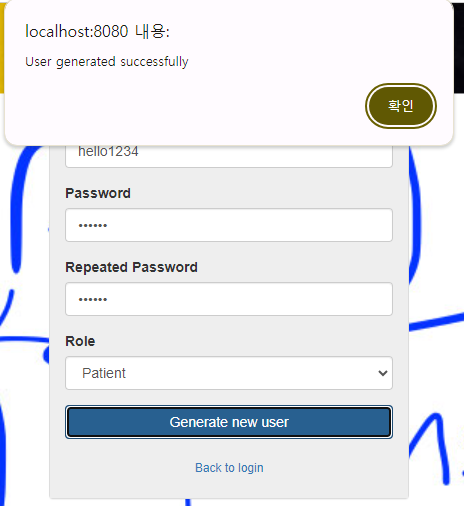 localhost:8080 내용:
User generated successfully
확인
hello1234
Password
••••••
Repeated Password
••••••
Role
Patient
Generate new user
Back to login